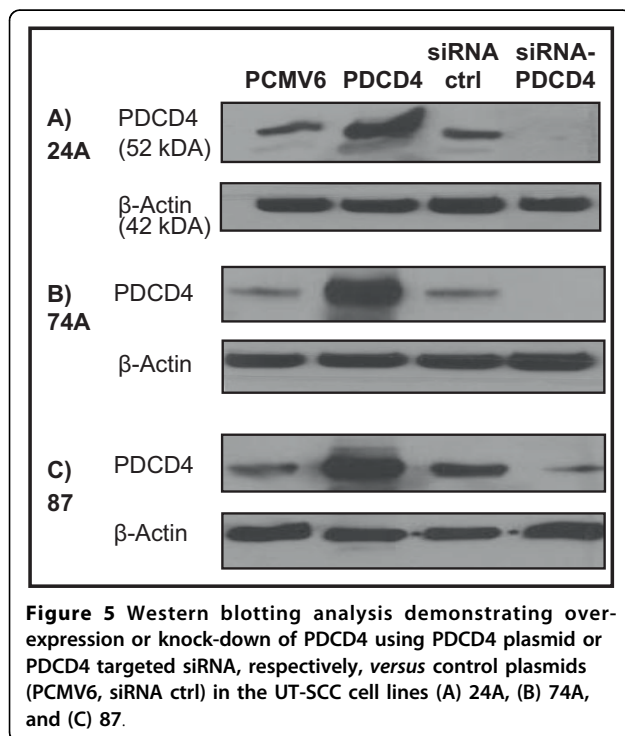 siRNA siRNA-
PCMV6 PDCD4 ctrl PDCD4
A) PDCD4
24A (52 kDA)
β-Actin
(42 kDA)
B) PDCD4
74A
β-Actin
C) PDCD4
87
β-Actin
Figure 5 Western blotting analysis demonstrating over-
expression or knock-down of PDCD4 using PDCD4 plasmid or
PDCD4 targeted siRNA, respectively, versus control plasmids
(PCMV6, siRNA ctrl) in the UT-SCC cell lines (A) 24A, (B) 74A,
and (C) 87.